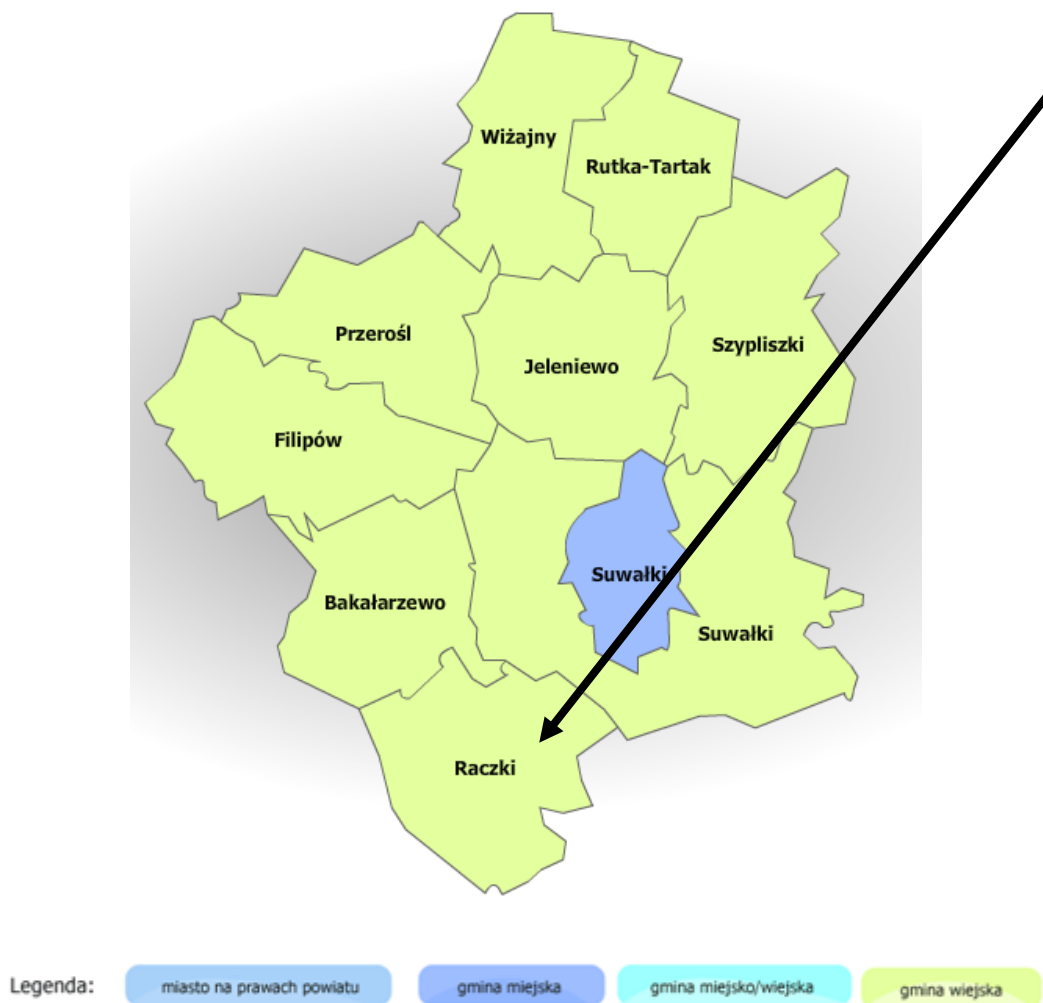 Wiżajny
Rutka-Tartak
Przerośl
Szypliszki
Jeleniewo
Filipów
Suwałki
Bakałarzewo
Suwałki
Raczki
Legenda:
miasto na prawach powiatu
gmina miejska
gmina miejsko/wiejska
gmina wiejska